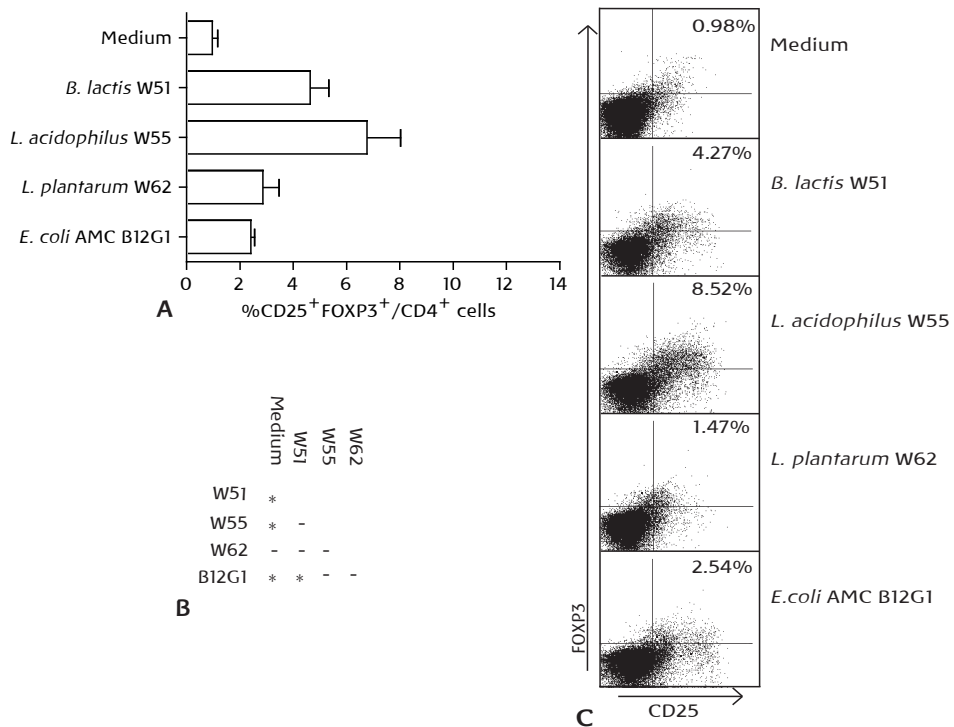 Medium
B. lactis W51
L. acidophilus W55
L. plantarum W62
E. coli AMC B12G1
0 2 4 6 8 10 12 14
A
%CD25⁺FOXP3⁺/CD4⁺ cells
Medium W51 W55 W62
W51 *
W55 * -
W62 - - -
B12G1 * * - -
B
0.98%
Medium
4.27%
B. lactis W51
8.52%
L. acidophilus W55
1.47%
L. plantarum W62
2.54%
E.coli AMC B12G1
FOXP3
CD25
C